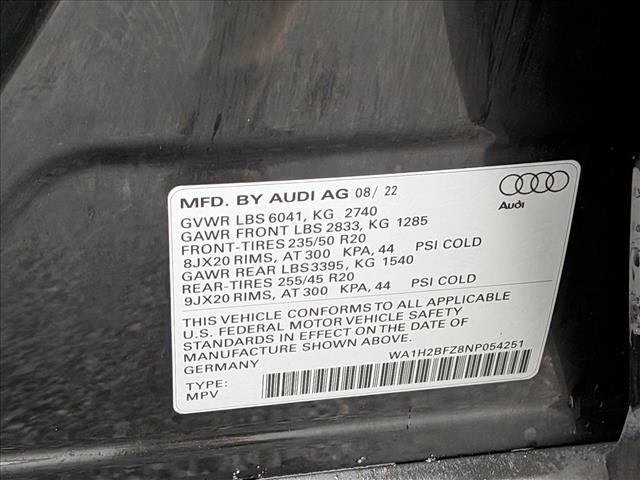 MFD. BY AUDI AG 08/ 22
Audi
GVWR LBS 6041, KG 2740
GAWR FRONT LBS 2833, KG 1285
FRONT-TIRES 235/50 R20
8JX20 RIMS, AT 300 KPA, 44 PSI COLD
GAWR REAR LBS3395, KG 1540
REAR-TIRES 255/45 R20
9JX20 RIMS, AT 300 KPA, 44 PSI COLD
THIS VEHICLE CONFORMS TO ALL APPLICABLE
U.S. FEDERAL MOTOR VEHICLE SAFETY
STANDARDS IN EFFECT ON THE DATE OF
MANUFACTURE SHOWN ABOVE.
GERMANY WA1H2BFZ8NP054251
TYPE:
MPV